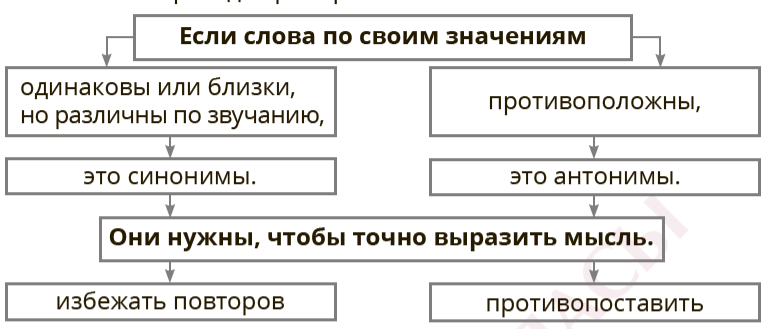 Если слова по своим значениям
одинаковы или близки,
но различны по звучанию,
противоположны,
это синонимы.
это антонимы.
Они нужны, чтобы точно выразить мысль.
избежать повторов
противопоставить